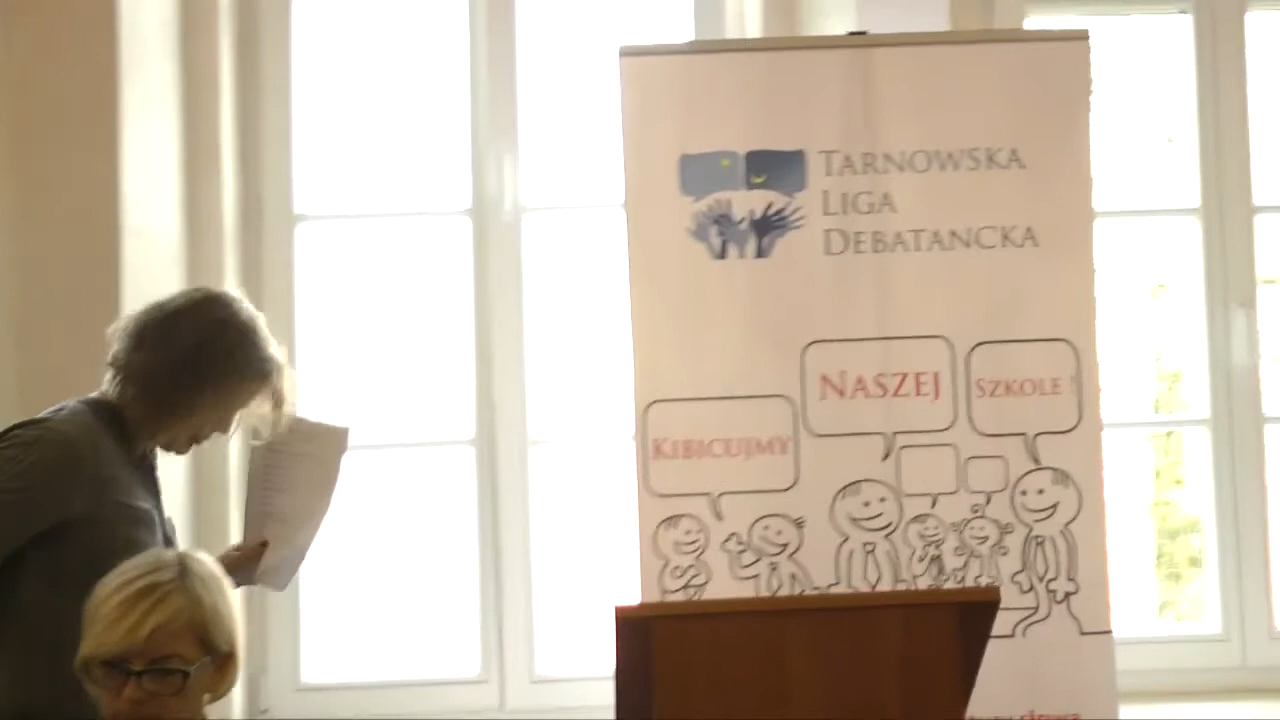 TARNOWSKA
LIGA
DEBATANCKA
KIBICUJMY
NASZEJ
SZKOLE !